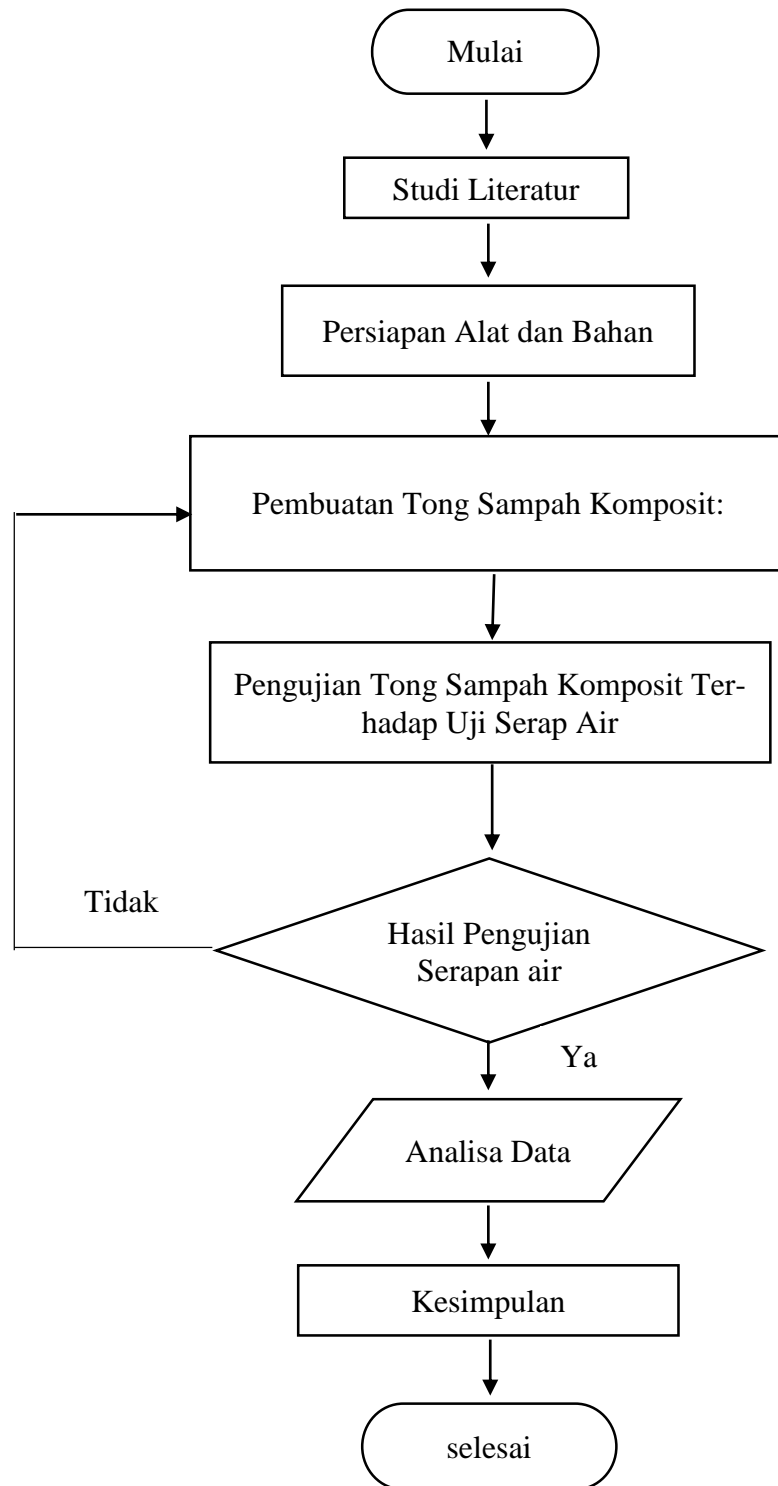 Mulai
Studi Literatur
Persiapan Alat dan Bahan
Pembuatan Tong Sampah Komposit:
Pengujian Tong Sampah Komposit Ter-
hadap Uji Serap Air
Tidak
Hasil Pengujian
Serapan air
Ya
Analisa Data
Kesimpulan
selesai